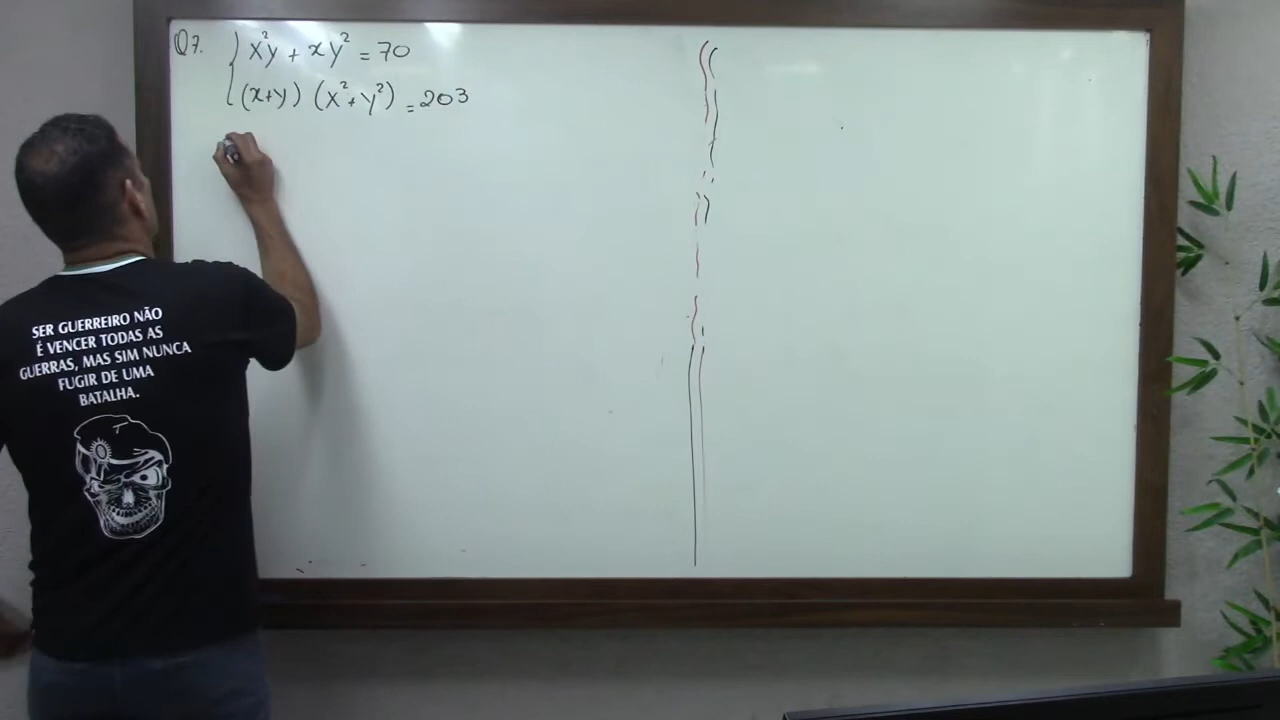 Q7. x²y + xy² = 70
(x+y) (x²+y²) = 203
SER GUERREIRO NÃO
É VENCER TODAS AS
GUERRAS, MAS SIM NUNCA
FUGIR DE UMA
BATALHA.